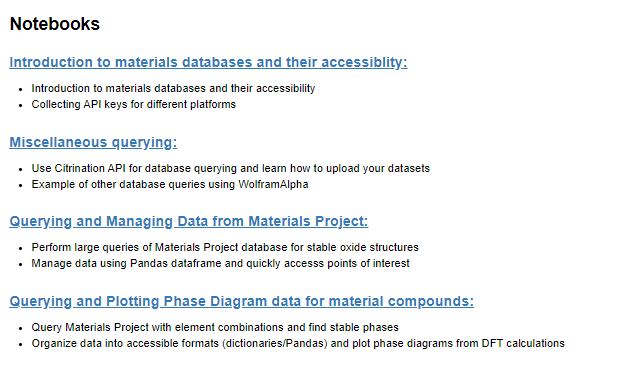 Notebooks
Introduction to materials databases and their accessiblity:
Introduction to materials databases and their accessibility
Collecting API keys for different platforms
Miscellaneous querying:
Use Citrination API for database querying and learn how to upload your datasets
Example of other database queries using WolframAlpha
Querying and Managing Data from Materials Project:
Perform large queries of Materials Project database for stable oxide structures
Manage data using Pandas dataframe and quickly accesss points of interest
Querying and Plotting Phase Diagram data for material compounds:
Query Materials Project with element combinations and find stable phases
Organize data into accessible formats (dictionaries/Pandas) and plot phase diagrams from DFT calculations